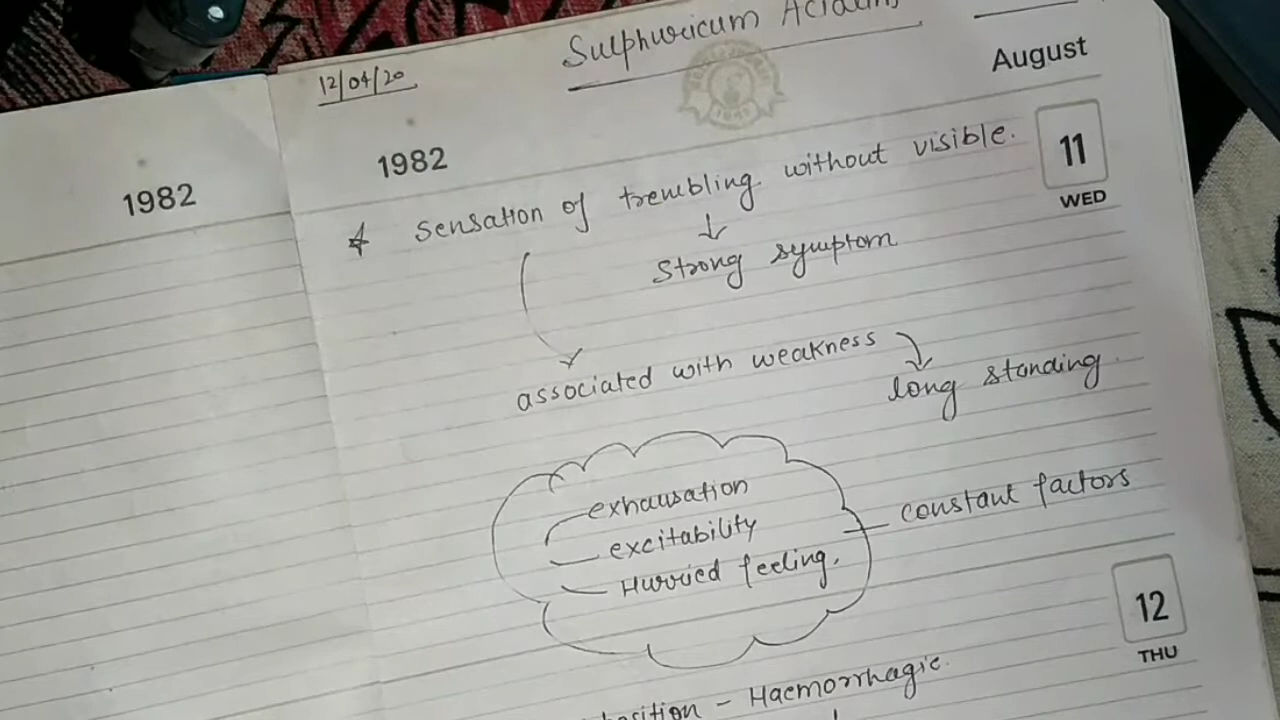 Sulphuricum Acidum
12/04/20
August
1982
1982
11
WED
sensation of trembling without visible.
↓
strong symptom
associated with weakness
long standing
exhausation
excitability
Hurried feeling.
constant factors
12
THU
- Haemorrhagic.